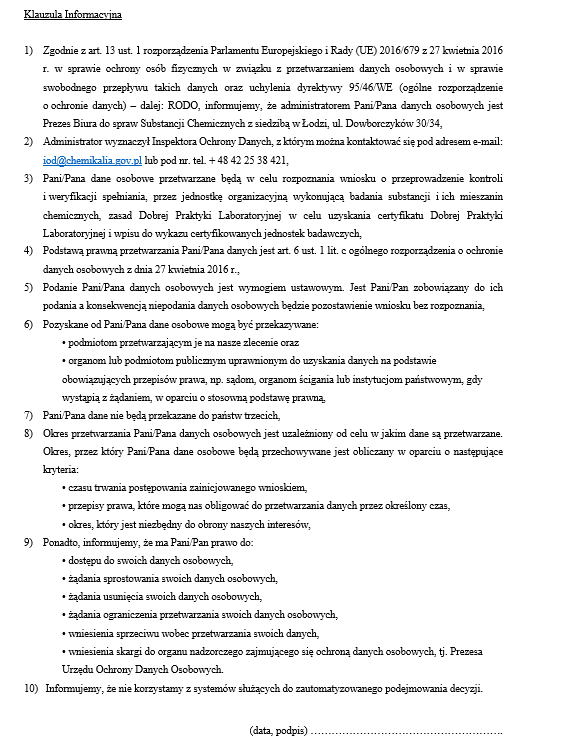 Klauzula Informacyjna
1) Zgodnie z art. 13 ust. 1 rozporządzenia Parlamentu Europejskiego i Rady (UE) 2016/679 z 27 kwietnia 2016
r. w sprawie ochrony osób fizycznych w związku z przetwarzaniem danych osobowych i w sprawie
swobodnego przepływu takich danych oraz uchylenia dyrektywy 95/46/WE (ogólne rozporządzenie
o ochronie danych) – dalej: RODO, informujemy, że administratorem Pani/Pana danych osobowych jest
Prezes Biura do spraw Substancji Chemicznych z siedzibą w Łodzi, ul. Dowborczyków 30/34,
2) Administrator wyznaczył Inspektora Ochrony Danych, z którym można kontaktować się pod adresem e-mail:
iod@chemikalia.gov.pl lub pod nr. tel. + 48 42 25 38 421,
3) Pani/Pana dane osobowe przetwarzane będą w celu rozpoznania wniosku o przeprowadzenie kontroli
i weryfikacji spełniania, przez jednostkę organizacyjną wykonującą badania substancji i ich mieszanin
chemicznych, zasad Dobrej Praktyki Laboratoryjnej w celu uzyskania certyfikatu Dobrej Praktyki
Laboratoryjnej i wpisu do wykazu certyfikowanych jednostek badawczych,
4) Podstawą prawną przetwarzania Pani/Pana danych jest art. 6 ust. 1 lit. c ogólnego rozporządzenia o ochronie
danych osobowych z dnia 27 kwietnia 2016 r.,
5) Podanie Pani/Pana danych osobowych jest wymogiem ustawowym. Jest Pani/Pan zobowiązany do ich
podania a konsekwencją niepodania danych osobowych będzie pozostawienie wniosku bez rozpoznania,
6) Pozyskane od Pani/Pana dane osobowe mogą być przekazywane:
• podmiotom przetwarzającym je na nasze zlecenie oraz
• organom lub podmiotom publicznym uprawnionym do uzyskania danych na podstawie
obowiązujących przepisów prawa, np. sądom, organom ścigania lub instytucjom państwowym, gdy
wystąpią z żądaniem, w oparciu o stosowną podstawę prawną,
7) Pani/Pana dane nie będą przekazane do państw trzecich,
8) Okres przetwarzania Pani/Pana danych osobowych jest uzależniony od celu w jakim dane są przetwarzane.
Okres, przez który Pani/Pana dane osobowe będą przechowywane jest obliczany w oparciu o następujące
kryteria:
• czasu trwania postępowania zainicjowanego wnioskiem,
• przepisy prawa, które mogą nas obligować do przetwarzania danych przez określony czas,
• okres, który jest niezbędny do obrony naszych interesów,
9) Ponadto, informujemy, że ma Pani/Pan prawo do:
• dostępu do swoich danych osobowych,
• żądania sprostowania swoich danych osobowych,
• żądania usunięcia swoich danych osobowych,
• żądania ograniczenia przetwarzania swoich danych osobowych,
• wniesienia sprzeciwu wobec przetwarzania swoich danych,
• wniesienia skargi do organu nadzorczego zajmującego się ochroną danych osobowych, tj. Prezesa
Urzędu Ochrony Danych Osobowych.
10) Informujemy, że nie korzystamy z systemów służących do zautomatyzowanego podejmowania decyzji.
(data, podpis) ……………………………………………..